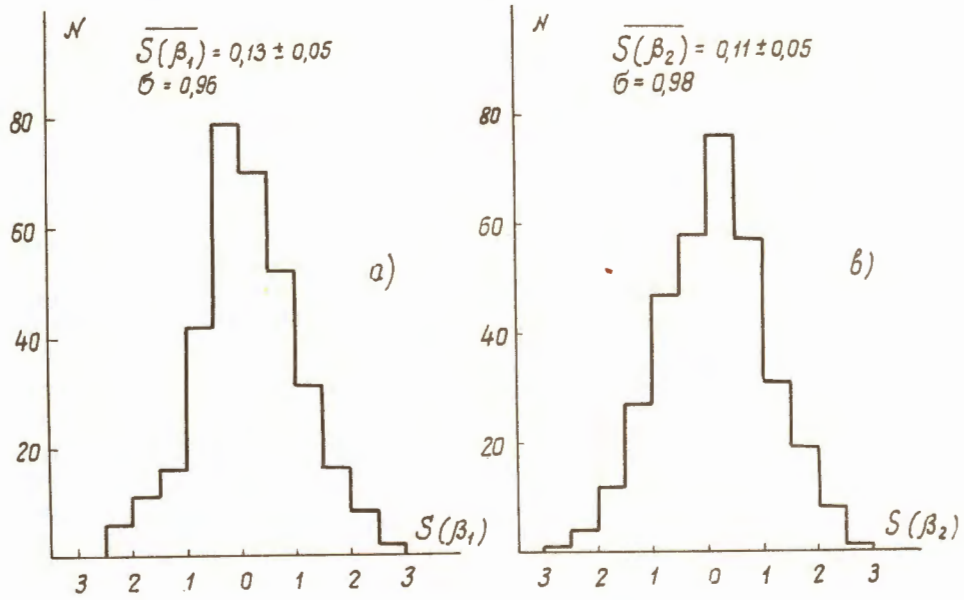 N
S(β₁) = 0,13 ± 0,05
σ = 0,96
80
60
40
20
а)
S(β₁)
3 2 1 0 1 2 3
N
S(β₂) = 0,11 ± 0,05
σ = 0,98
80
60
40
20
в)
S(β₂)
3 2 1 0 1 2 3